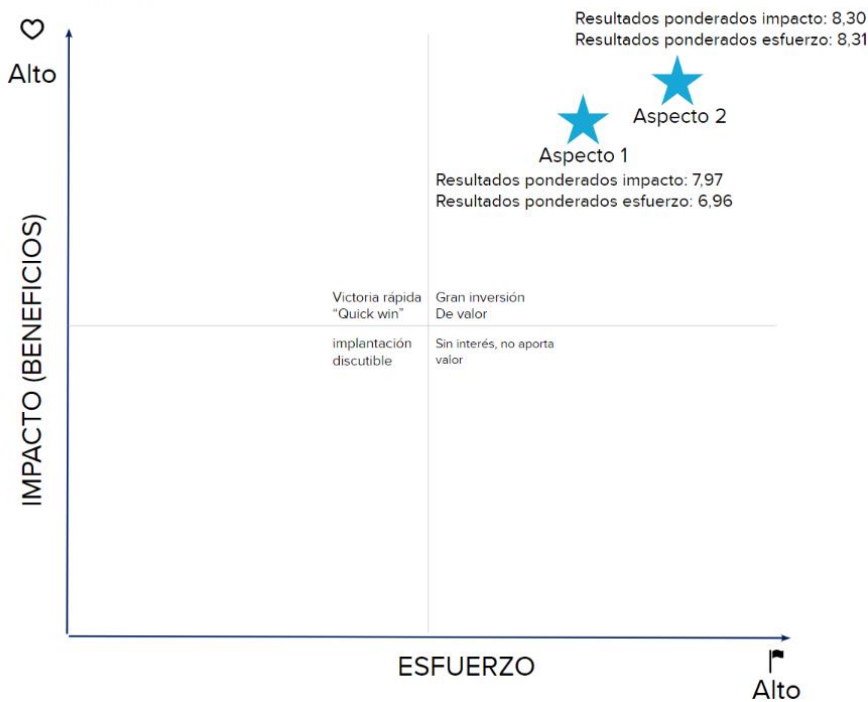 Resultados ponderados impacto: 8,30
Resultados ponderados esfuerzo: 8,31
Alto
Aspecto 2
Aspecto 1
Resultados ponderados impacto: 7,97
Resultados ponderados esfuerzo: 6,96
IMPACTO (BENEFICIOS)
Victoria rápida
“Quick win”
Gran inversión
De valor
implantación
discutible
Sin interés, no aporta
valor
ESFUERZO
Alto